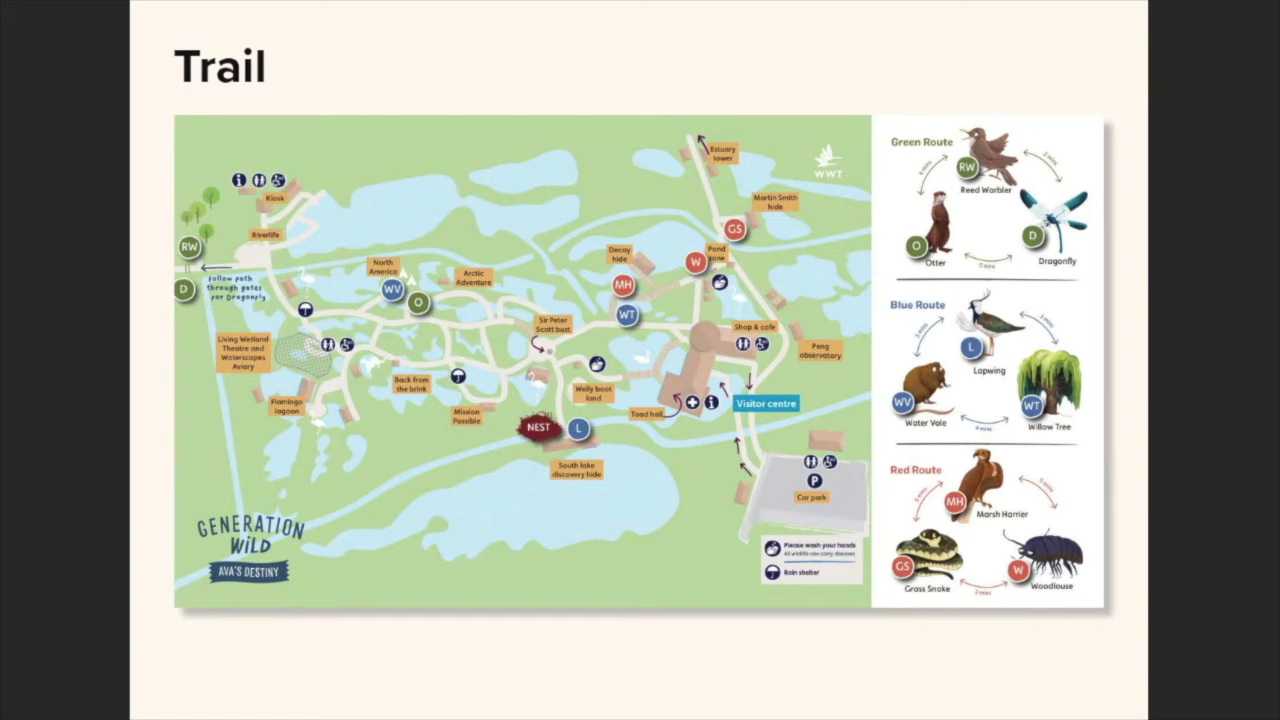 Trail
Estuary
tower
WWT
Kiosk
Martin Smith
hide
GS
Riverlife
RW
Decoy
hide
Pond
zone
W
North
America
Arctic
Adventure
WV
O
MH
D
Follow path
through gates
for Dragonfly
WT
Sir Peter
Scott bust
Shop & cafe
Living Wetland
Theatre and
Waterscapes
Aviary
Peng
observatory
Back from
the brink
Welly boot
land
Flamingo
lagoon
Mission
Possible
Toad hall
Visitor centre
NEST
L
South lake
discovery hide
P
Car park
GENERATION
WiLD
AVA'S DESTINY
Please wash your hands
All wildlife can carry diseases
Rain shelter
Green Route
RW
Reed Warbler
O
Otter
D
Dragonfly
Blue Route
L
Lapwing
WV
Water Vole
WT
Willow Tree
4 mins
Red Route
MH
Marsh Harrier
GS
Grass Snake
W
Woodlouse
2 mins